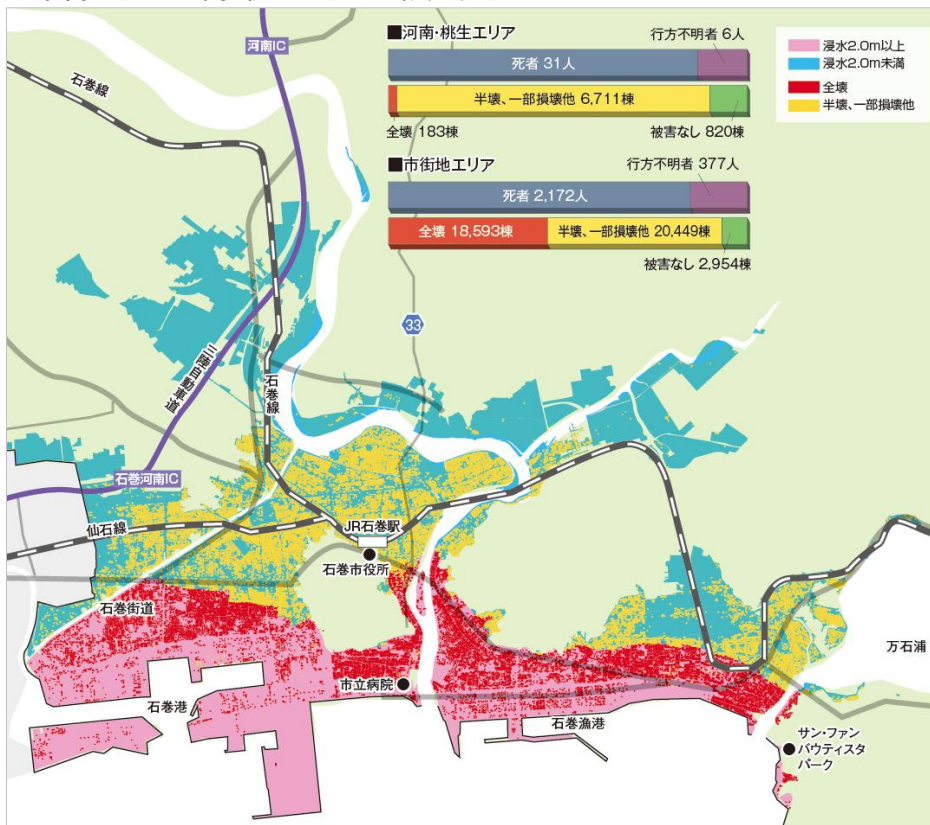 河南IC
石巻線
■河南・桃生エリア
行方不明者 6人
死者 31人
半壊、一部損壊他 6,711棟
全壊 183棟
被害なし 820棟
■市街地エリア
行方不明者 377人
死者 2,172人
全壊 18,593棟
半壊、一部損壊他 20,449棟
被害なし 2,954棟
浸水2.0m以上
浸水2.0m未満
全壊
半壊、一部損壊他
33
三陸自動車道
石巻線
石巻河南IC
仙石線
JR石巻駅
石巻市役所
石巻街道
万石浦
市立病院
石巻港
石巻漁港
サン・ファン
バウティスタ
パーク